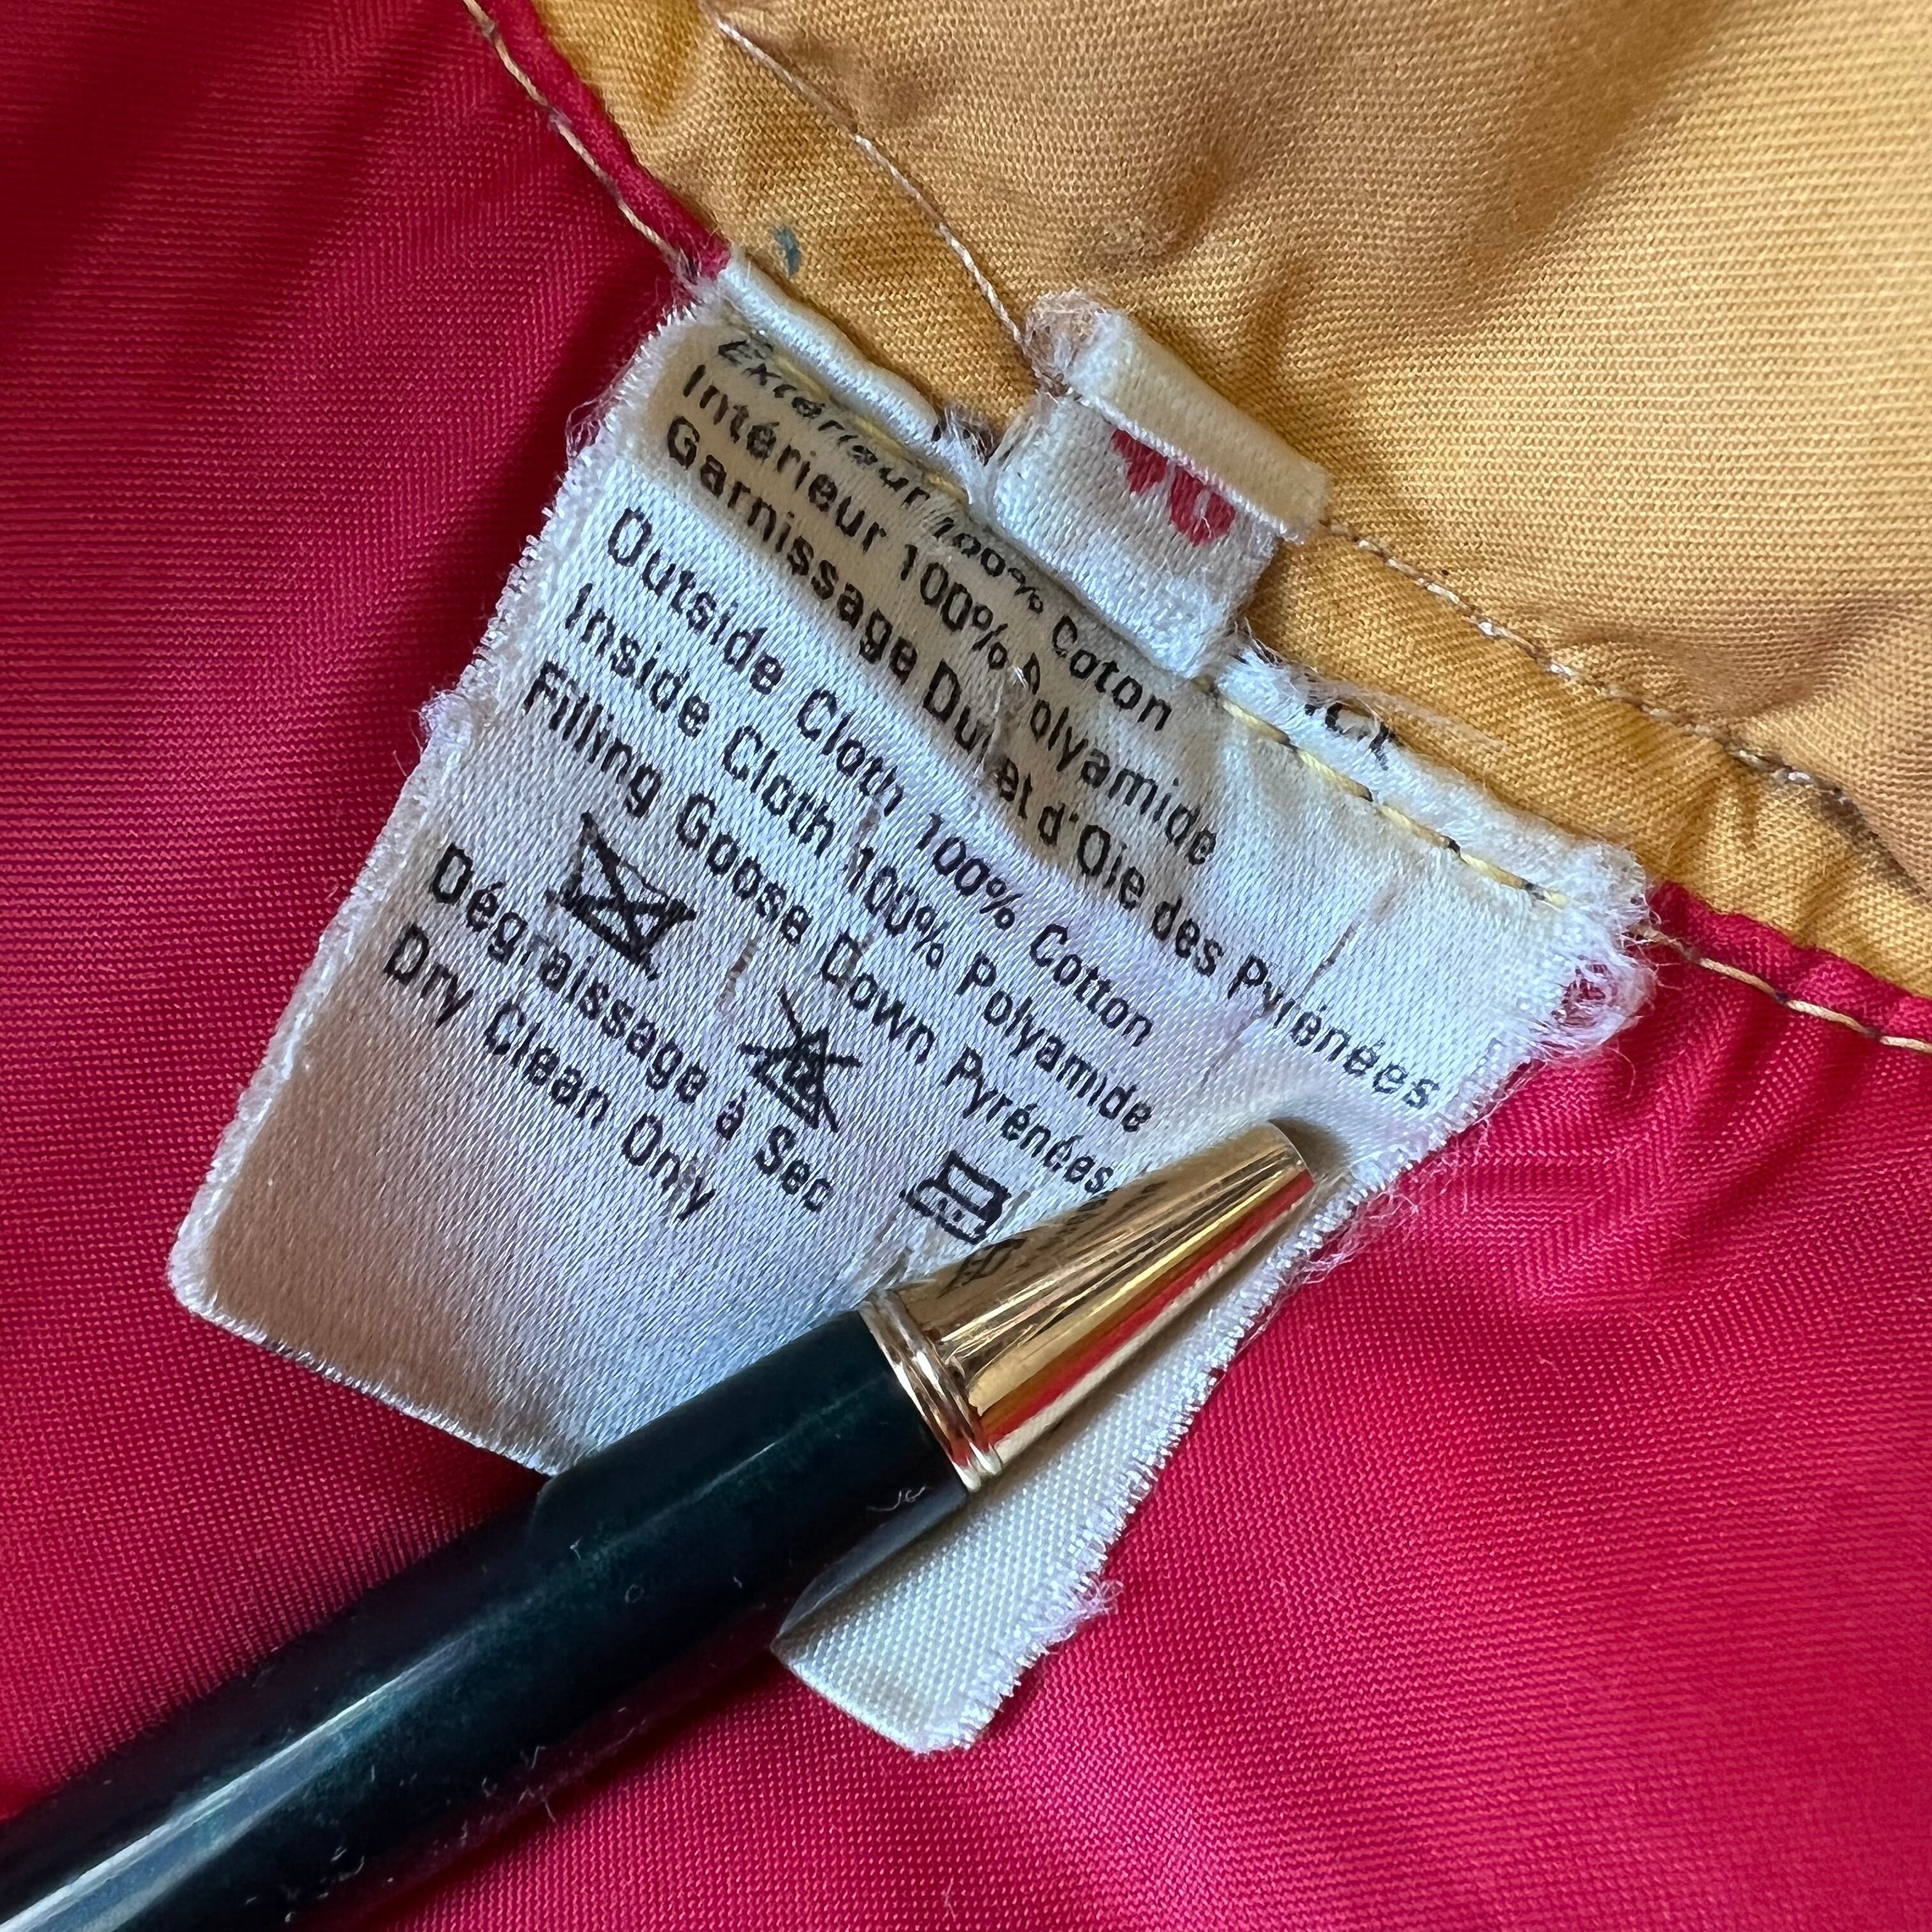 Extérieur 100% Coton
Intérieur 100% Polyamide
Garnissage Duvet d'Oie des Pyrénées
Outside Cloth 100% Cotton
Inside Cloth 100% Polyamide
Filling Goose Down Pyrénées
Dégraissage à Sec
Dry Clean Only